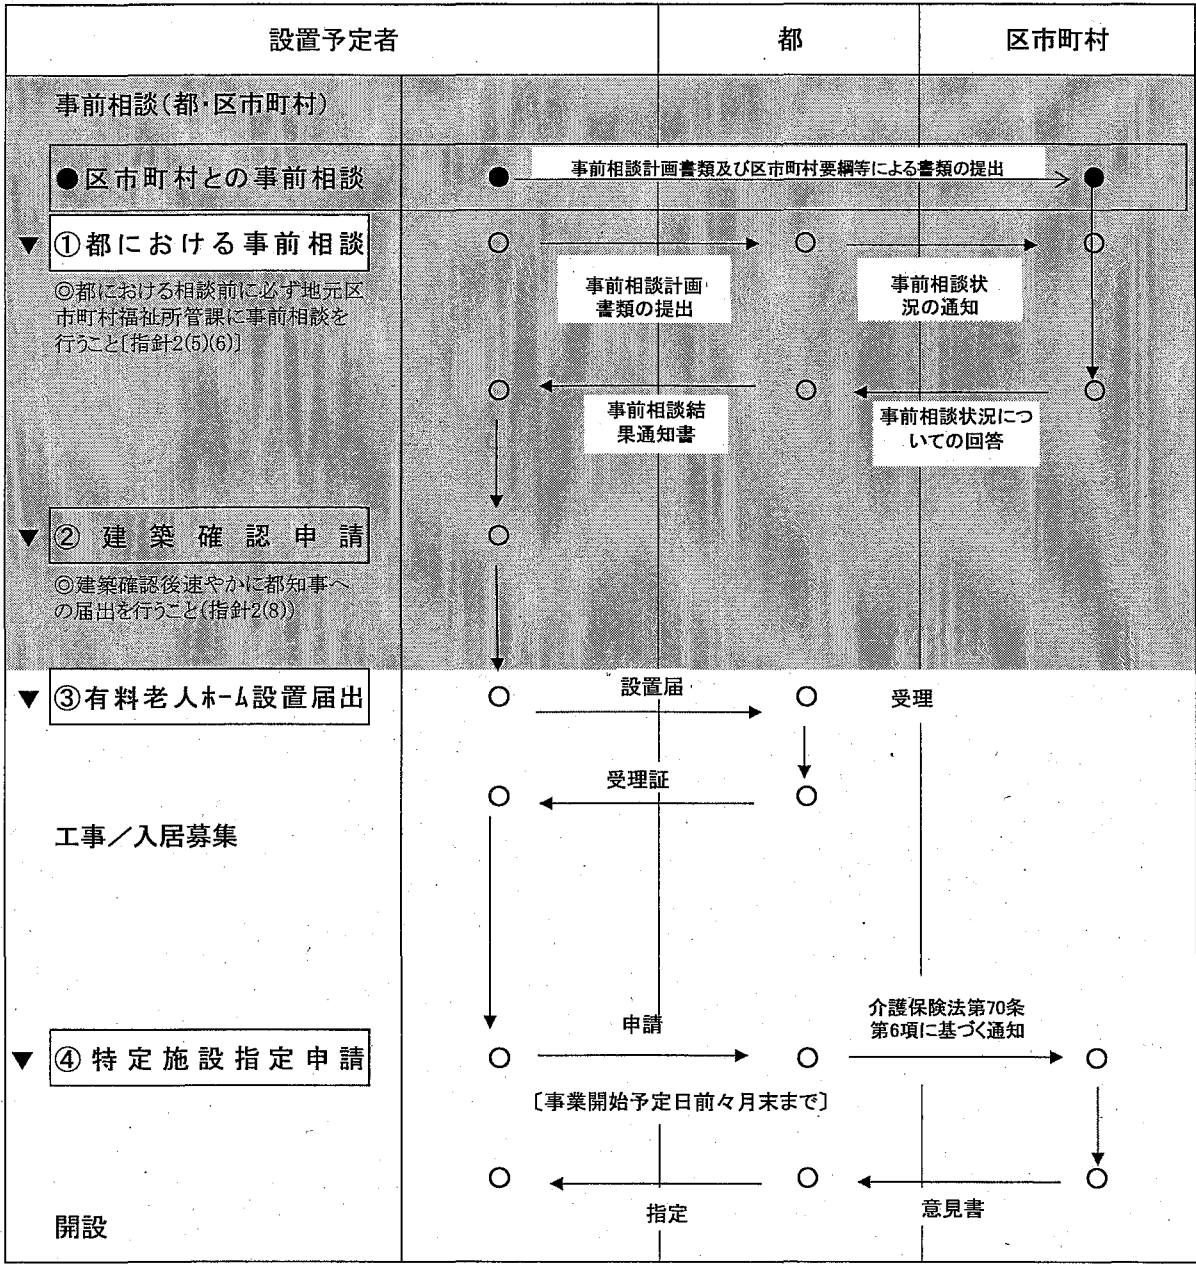 設置予定者
都
区市町村
事前相談(都・区市町村)
●区市町村との事前相談
事前相談計画書類及び区市町村要綱等による書類の提出
▼ ①都における事前相談
◎都における相談前に必ず地元区
市町村福祉所管課に事前相談を
行うこと〔指針2(5)(6)〕
事前相談計画
書類の提出
事前相談状
況の通知
事前相談結
果通知書
事前相談状況につ
いての回答
▼ ②建築確認申請
◎建築確認後速やかに都知事へ
の届出を行うこと(指針2(8))
▼ ③有料老人ホーム設置届出
設置届
受理
受理証
工事／入居募集
▼ ④特定施設指定申請
申請
介護保険法第70条
第6項に基づく通知
〔事業開始予定日前々月末まで〕
指定
意見書
開設